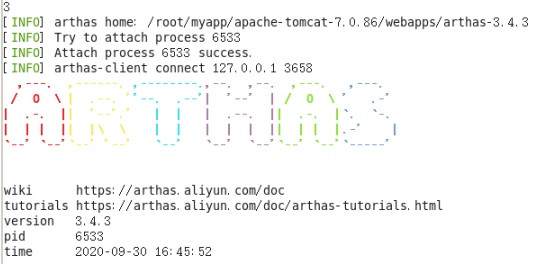 3
[INFO] arthas home: /root/myapp/apache-tomcat-7.0.86/webapps/arthas-3.4.3
[INFO] Try to attach process 6533
[INFO] Attach process 6533 success.
[INFO] arthas-client connect 127.0.0.1 3658
ARTHAS
wiki https://arthas.aliyun.com/doc
tutorials https://arthas.aliyun.com/doc/arthas-tutorials.html
version 3.4.3
pid 6533
time 2020-09-30 16:45:52